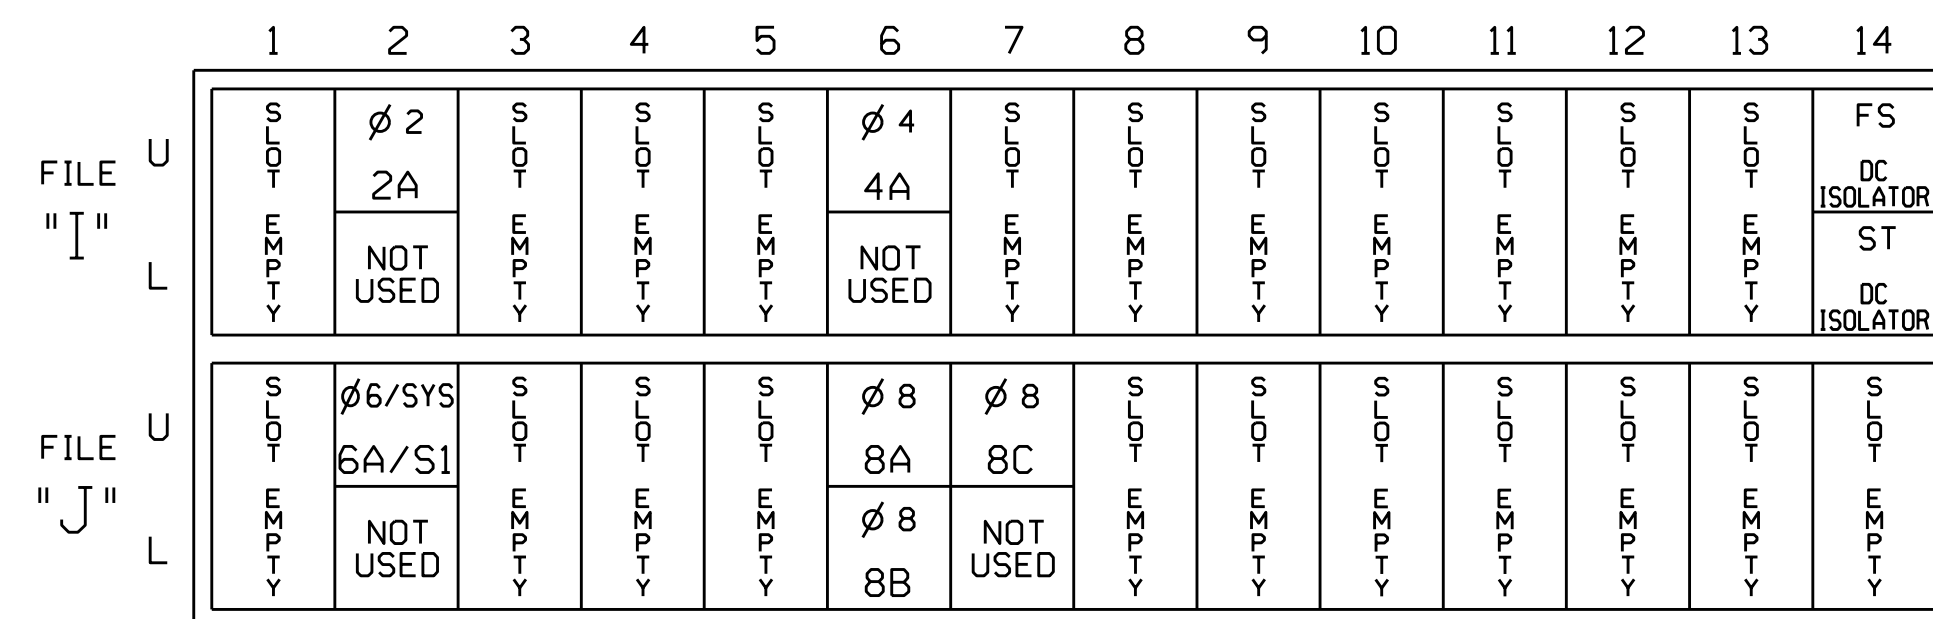 1 2 3 4 5 6 7 8 9 10 11 12 13 14
FILE "I"
U
L
SLOT EMPTY
Ø 2
2A
NOT USED
SLOT EMPTY
SLOT EMPTY
SLOT EMPTY
Ø 4
4A
NOT USED
SLOT EMPTY
SLOT EMPTY
SLOT EMPTY
SLOT EMPTY
SLOT EMPTY
SLOT EMPTY
SLOT EMPTY
FS
DC
ISOLATOR
ST
DC
ISOLATOR
FILE "J"
U
L
SLOT EMPTY
Ø6/SYS
6A/S1
NOT USED
SLOT EMPTY
SLOT EMPTY
SLOT EMPTY
Ø 8
8A
Ø 8
8B
Ø 8
8C
NOT USED
SLOT EMPTY
SLOT EMPTY
SLOT EMPTY
SLOT EMPTY
SLOT EMPTY
SLOT EMPTY
SLOT EMPTY